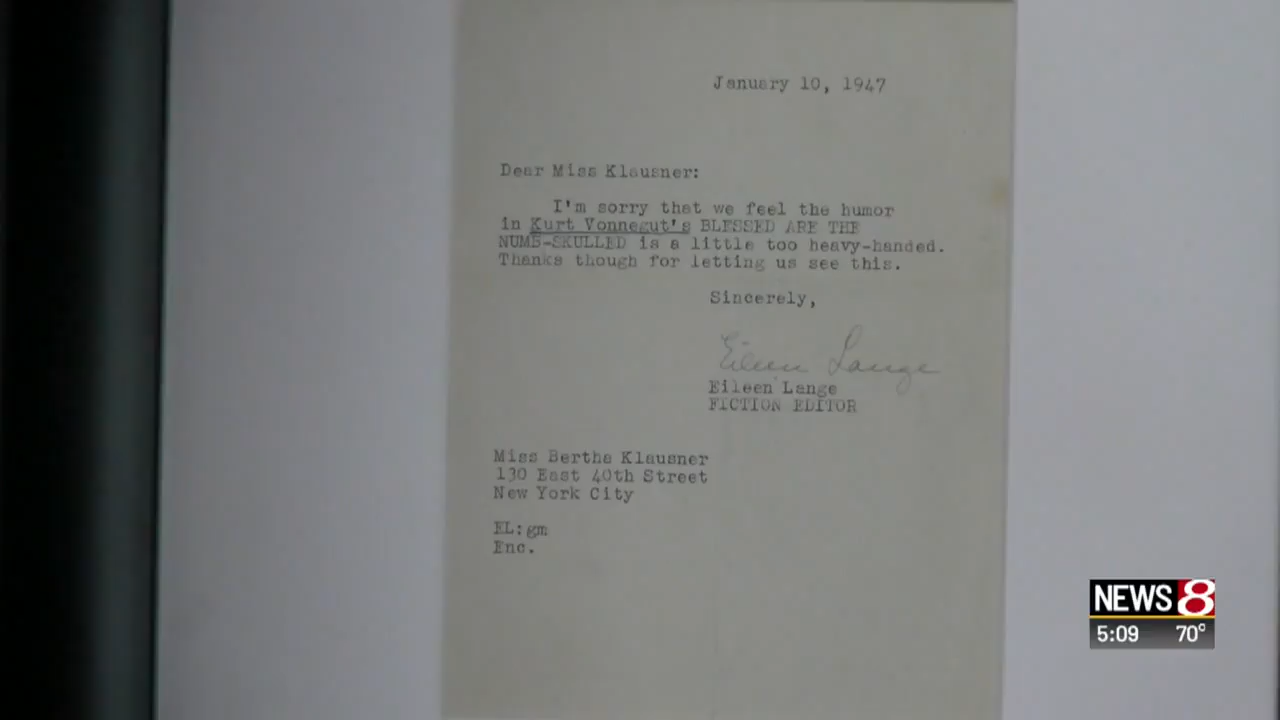 January 10, 1947
Dear Miss Klausner:
I'm sorry that we feel the humor
in Kurt Vonnegut's BLESSED ARE THE
NUMB-SKULLED is a little too heavy-handed.
Thanks though for letting us see this.
Sincerely,
Eileen Lange
Eileen Lange
FICTION EDITOR
Miss Bertha Klausner
130 East 40th Street
New York City
EL:gm
Enc.
NEWS 8
5:09 70°